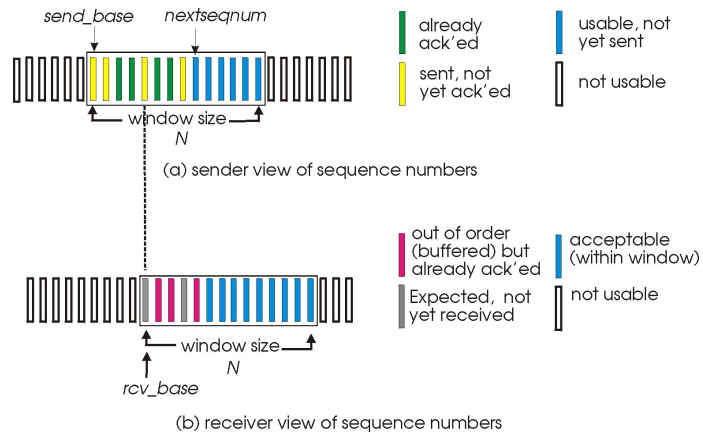 send_base nextseqnum
already
ack'ed
usable, not
yet sent
sent, not
yet ack'ed
not usable
window size
N
(a) sender view of sequence numbers
out of order
(buffered) but
already ack'ed
acceptable
(within window)
Expected, not
yet received
not usable
window size
N
rcv_base
(b) receiver view of sequence numbers